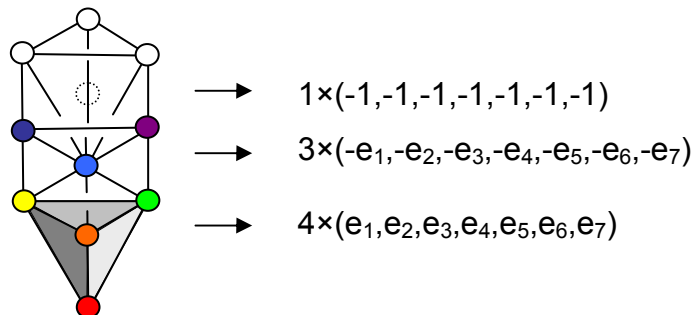 1×(-1,-1,-1,-1,-1,-1,-1)
3×(-e₁,-e₂,-e₃,-e₄,-e₅,-e₆,-e₇)
4×(e₁,e₂,e₃,e₄,e₅,e₆,e₇)